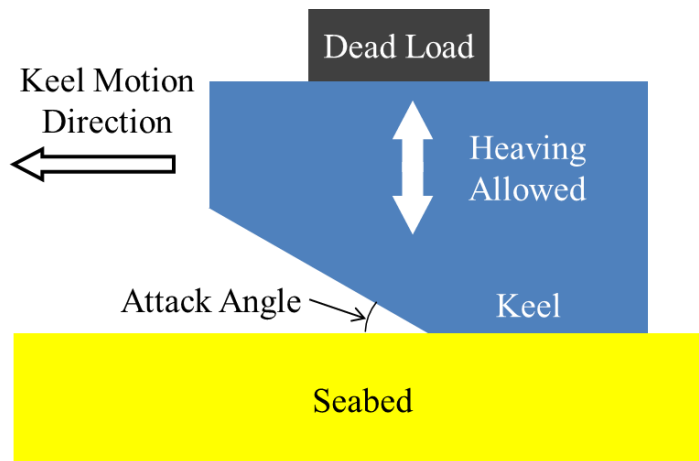 Dead Load
Keel Motion
Direction
Heaving
Allowed
Attack Angle
Keel
Seabed